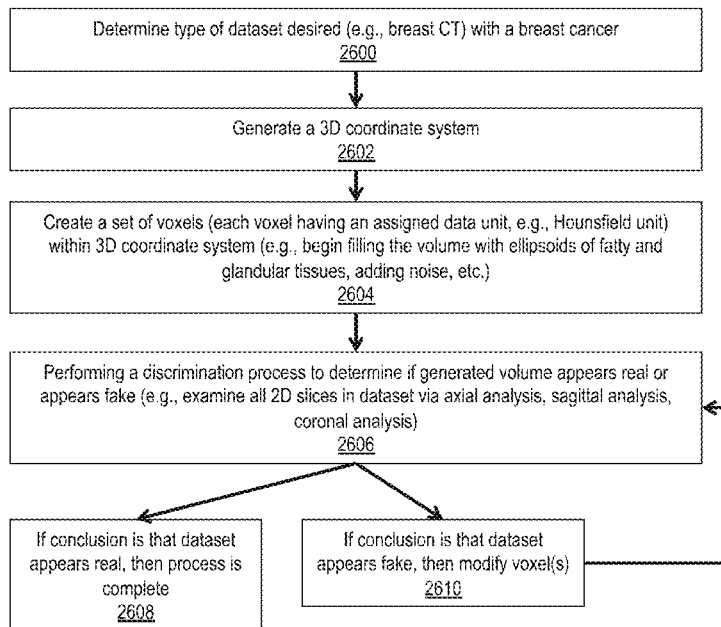 Determine type of dataset desired (e.g., breast CT) with a breast cancer
2600
Generate a 3D coordinate system
2602
Create a set of voxels (each voxel having an assigned data unit, e.g., Hounsfield unit)
within 3D coordinate system (e.g., begin filling the volume with ellipsoids of fatty and
glandular tissues, adding noise, etc.)
2604
Performing a discrimination process to determine if generated volume appears real or
appears fake (e.g., examine all 2D slices in dataset via axial analysis, sagittal analysis,
coronal analysis)
2606
If conclusion is that dataset
appears real, then process is
complete
2608
If conclusion is that dataset
appears fake, then modify voxel(s)
2610